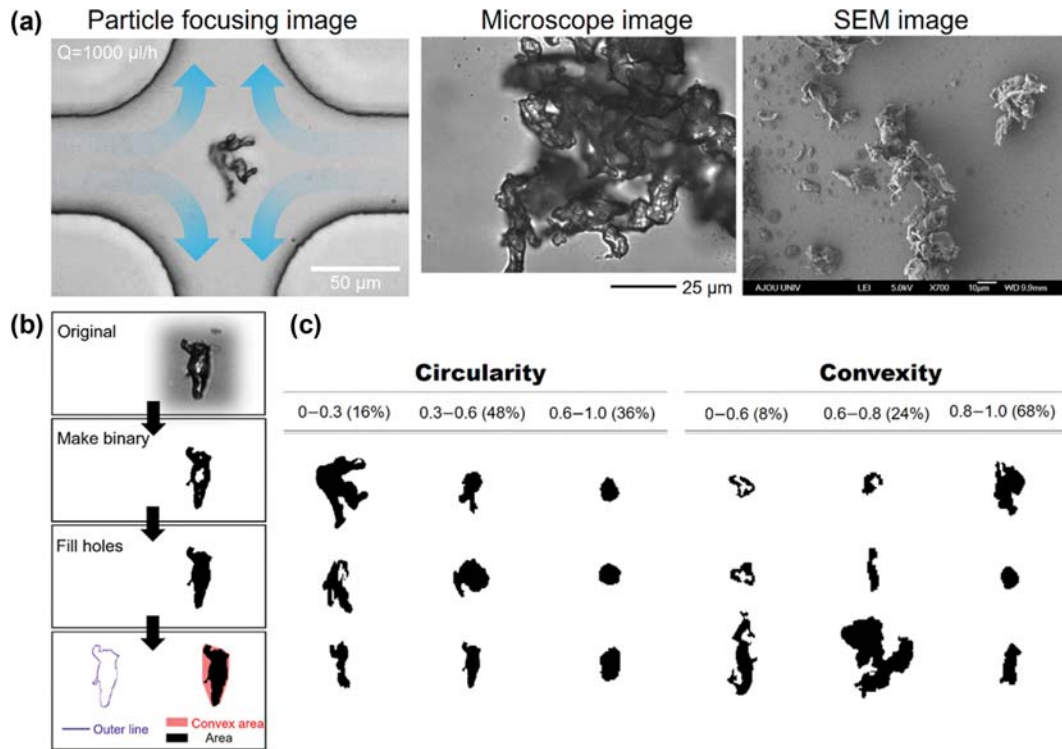 (a)
Particle focusing image
Microscope image
SEM image
Q=1000 μl/h
50 μm
25 μm
AJOU UNIV LEI 5.0kV X700 10μm WD 9.9mm
(b)
Original
Make binary
Fill holes
Outer line
Convex area
Area
(c)
Circularity
Convexity
0–0.3 (16%) 0.3–0.6 (48%) 0.6–1.0 (36%) 0–0.6 (8%) 0.6–0.8 (24%) 0.8–1.0 (68%)